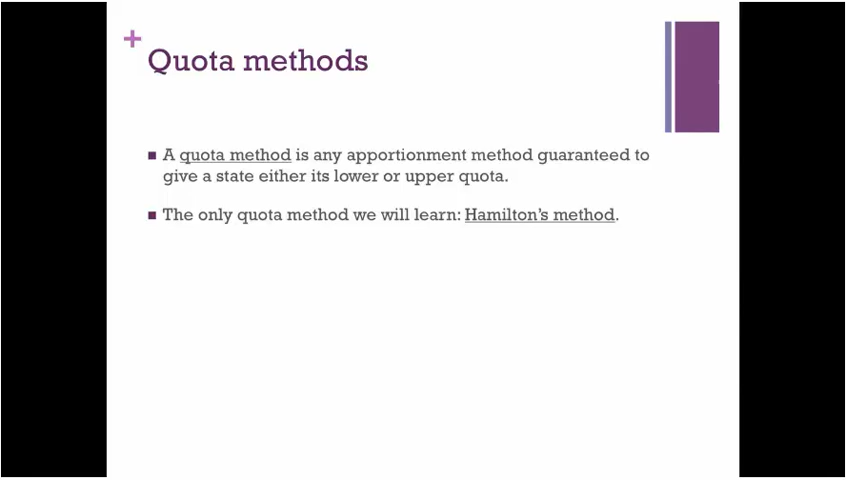 +
Quota methods
■ A quota method is any apportionment method guaranteed to
give a state either its lower or upper quota.
■ The only quota method we will learn: Hamilton's method.